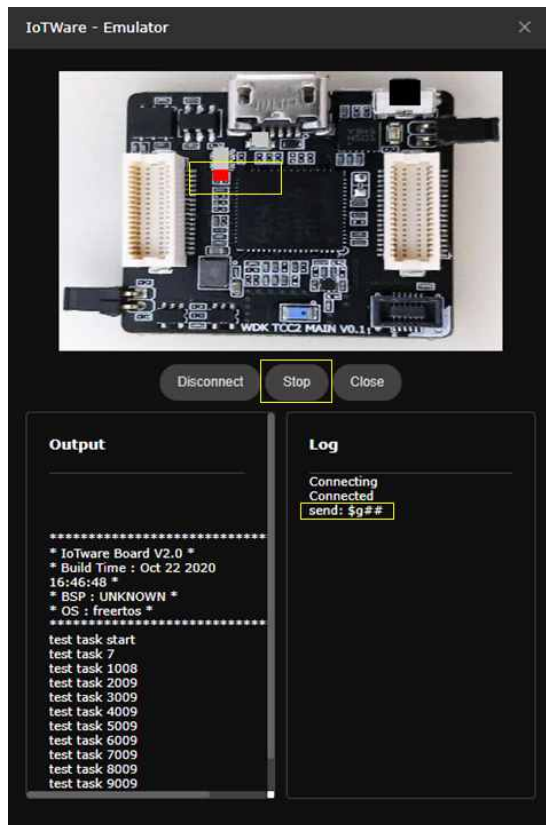 IoTWare - Emulator
WDK TCC2 MAIN V0.1
Disconnect
Stop
Close
Output
******************************
* IoTware Board V2.0 *
* Build Time : Oct 22 2020
16:46:48 *
* BSP : UNKNOWN *
* OS : freertos *
******************************
test task start
test task 7
test task 1008
test task 2009
test task 3009
test task 4009
test task 5009
test task 6009
test task 7009
test task 8009
test task 9009
Log
Connecting
Connected
send: $g##